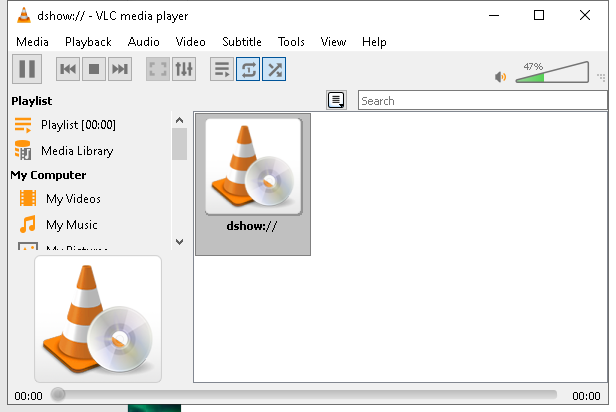 dshow:// - VLC media player
Media Playback Audio Video Subtitle Tools View Help
47%
Playlist
Search
Playlist [00:00]
Media Library
My Computer
My Videos
My Music
My Pictures
dshow://
00:00 00:00